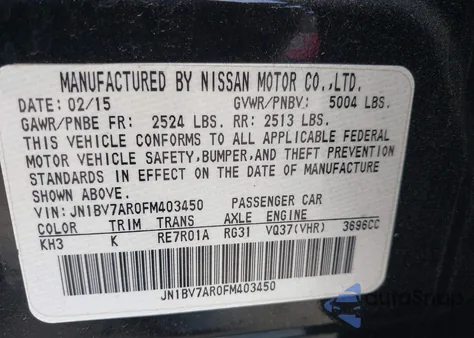 MANUFACTURED BY NISSAN MOTOR CO.,LTD.
DATE: 02/15 GVWR/PNBV: 5004 LBS.
GAWR/PNBE FR: 2524 LBS. RR: 2513 LBS.
THIS VEHICLE CONFORMS TO ALL APPLICABLE FEDERAL
MOTOR VEHICLE SAFETY,BUMPER,AND THEFT PREVENTION
STANDARDS IN EFFECT ON THE DATE OF MANUFACTURE
SHOWN ABOVE.
VIN: JN1BV7AR0FM403450 PASSENGER CAR
COLOR TRIM TRANS AXLE ENGINE
KH3 K RE7R01A RG31 VQ37(VHR) 3696CC
JN1BV7AR0FM403450
AutoSnap